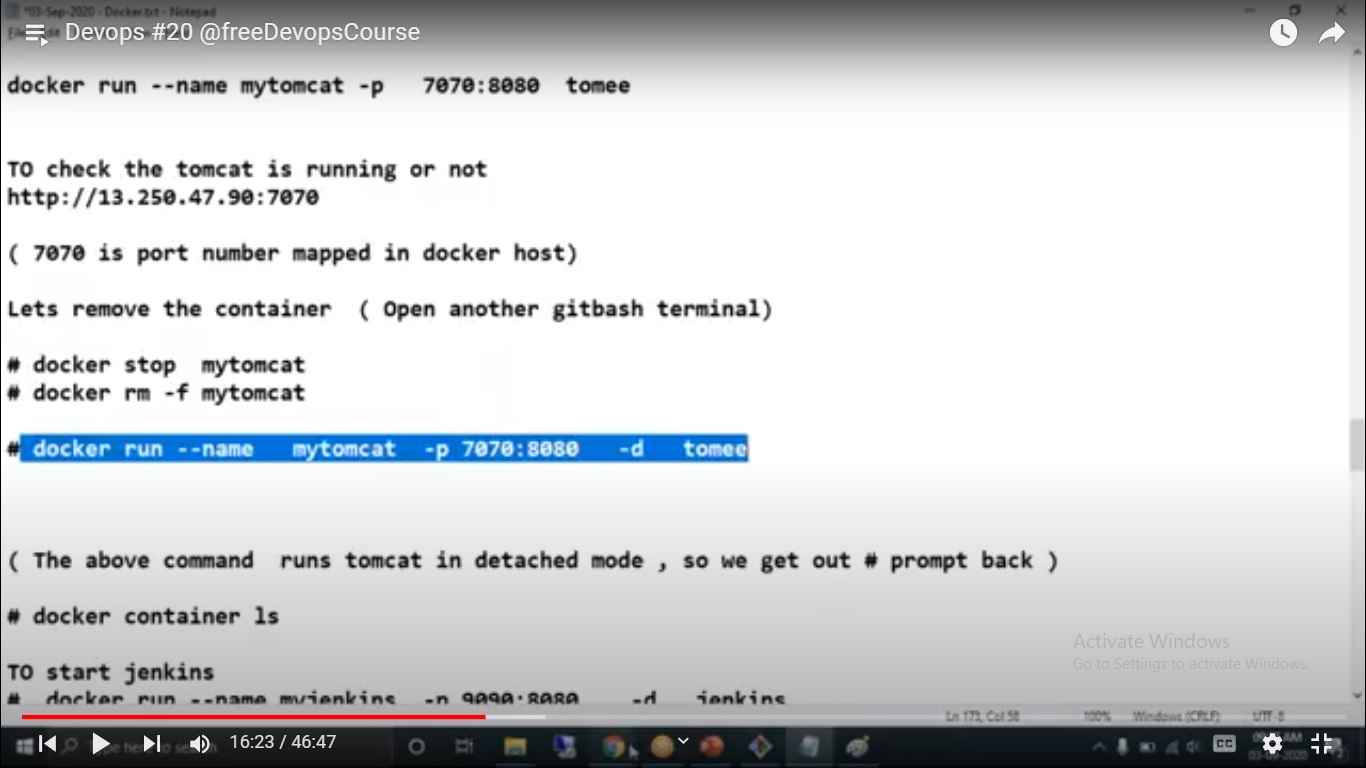 *03-Sep-2020 - Docker.txt - Notepad
Devops #20 @freeDevopsCourse
docker run --name mytomcat -p   7070:8080  tomee
TO check the tomcat is running or not
http://13.250.47.90:7070
( 7070 is port number mapped in docker host)
Lets remove the container  ( Open another gitbash terminal)
# docker stop  mytomcat
# docker rm -f mytomcat
# docker run --name   mytomcat  -p 7070:8080   -d   tomee
( The above command  runs tomcat in detached mode , so we get out # prompt back )
# docker container ls
Activate Windows
Go to Settings to activate Windows.
TO start jenkins
#  docker run --name myjenkins  -p 9090:8080    -d   jenkins
Ln 173, Col 58
100%
Windows (CRLF)
UTF-8
16:23 / 46:47
CC
03-09-2020